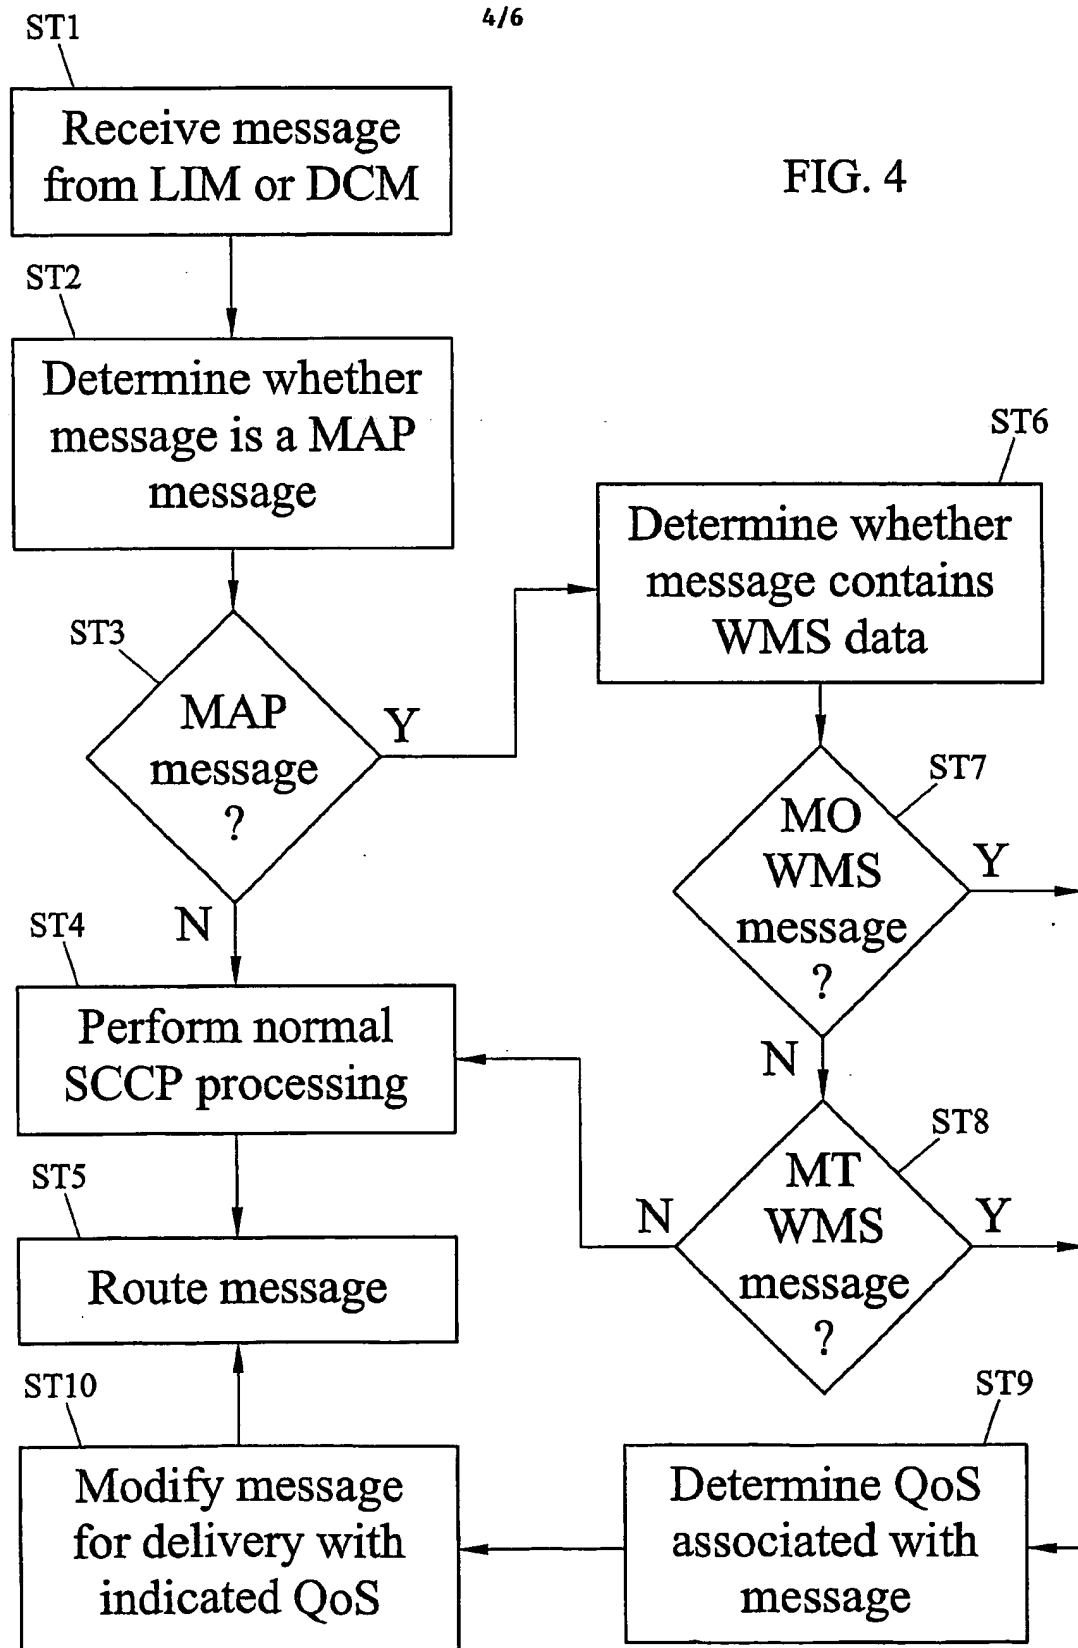 4/6
FIG. 4
ST1
Receive message
from LIM or DCM
ST2
Determine whether
message is a MAP
message
ST3
MAP
message
?
Y
N
ST4
Perform normal
SCCP processing
ST5
Route message
ST6
Determine whether
message contains
WMS data
ST7
MO
WMS
message
?
Y
N
ST8
MT
WMS
message
?
N
Y
ST9
Determine QoS
associated with
message
ST10
Modify message
for delivery with
indicated QoS